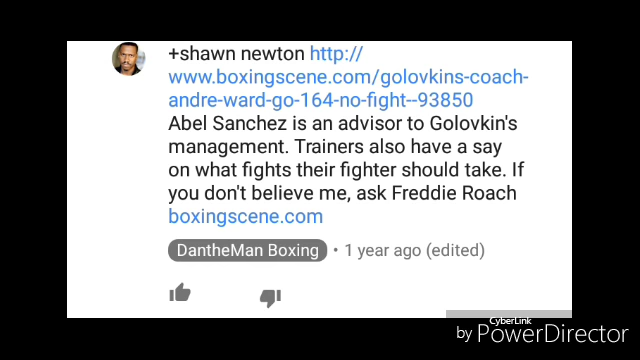 +shawn newton http://
www.boxingscene.com/golovkins-coach-
andre-ward-go-164-no-fight--93850
Abel Sanchez is an advisor to Golovkin's
management. Trainers also have a say
on what fights their fighter should take. If
you don't believe me, ask Freddie Roach
boxingscene.com
DantheMan Boxing • 1 year ago (edited)
CyberLink
by PowerDirector